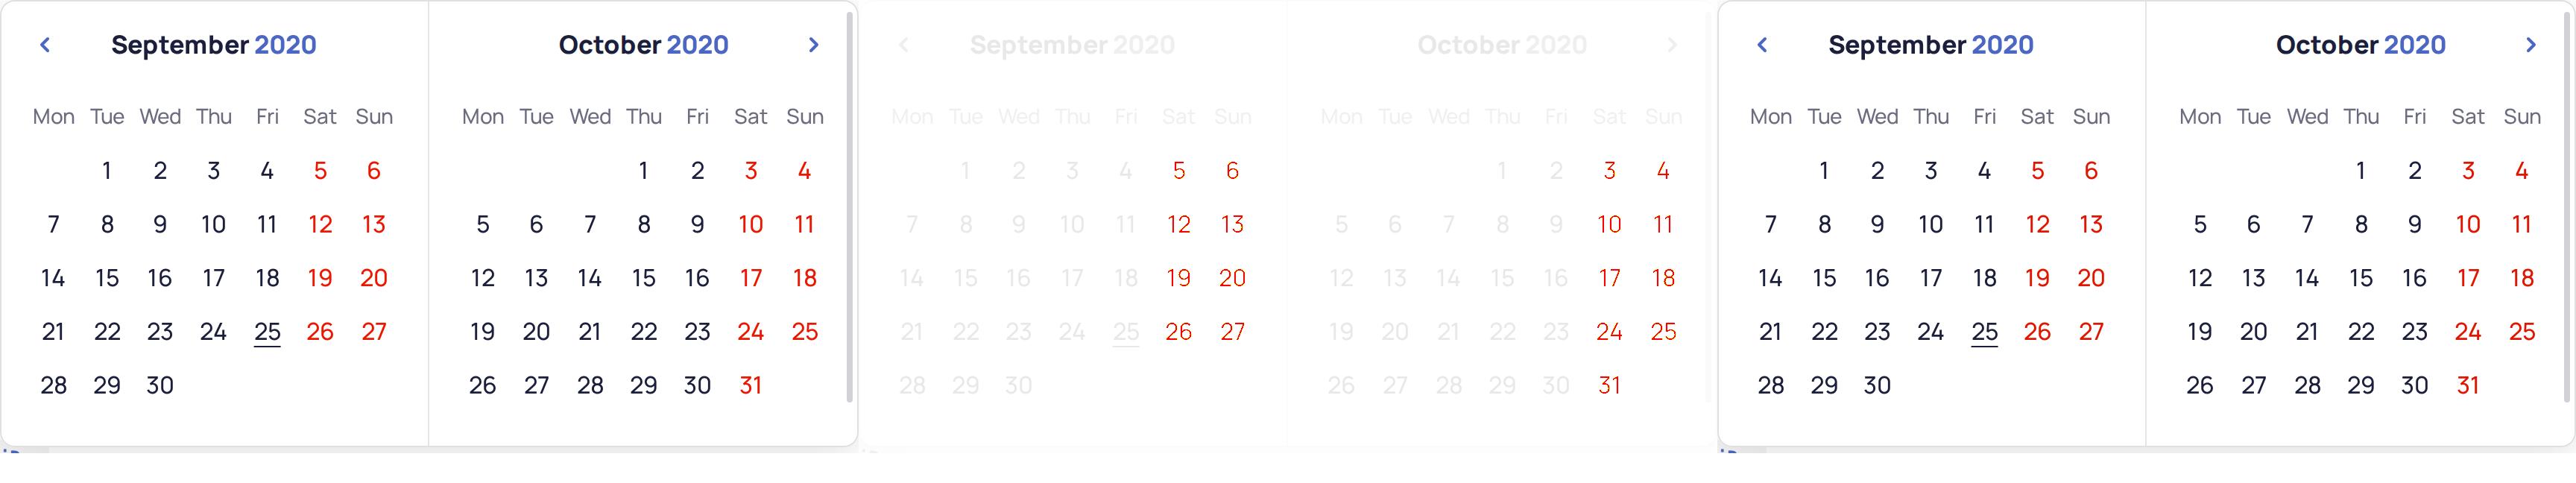 September 2020
Mon Tue Wed Thu Fri Sat Sun
1 2 3 4 5 6
7 8 9 10 11 12 13
14 15 16 17 18 19 20
21 22 23 24 25 26 27
28 29 30
October 2020
Mon Tue Wed Thu Fri Sat Sun
1 2 3 4
5 6 7 8 9 10 11
12 13 14 15 16 17 18
19 20 21 22 23 24 25
26 27 28 29 30 31
September 2020
Mon Tue Wed Thu Fri Sat Sun
1 2 3 4 5 6
7 8 9 10 11 12 13
14 15 16 17 18 19 20
21 22 23 24 25 26 27
28 29 30
October 2020
Mon Tue Wed Thu Fri Sat Sun
1 2 3 4
5 6 7 8 9 10 11
12 13 14 15 16 17 18
19 20 21 22 23 24 25
26 27 28 29 30 31
September 2020
Mon Tue Wed Thu Fri Sat Sun
1 2 3 4 5 6
7 8 9 10 11 12 13
14 15 16 17 18 19 20
21 22 23 24 25 26 27
28 29 30
October 2020
Mon Tue Wed Thu Fri Sat Sun
1 2 3 4
5 6 7 8 9 10 11
12 13 14 15 16 17 18
19 20 21 22 23 24 25
26 27 28 29 30 31